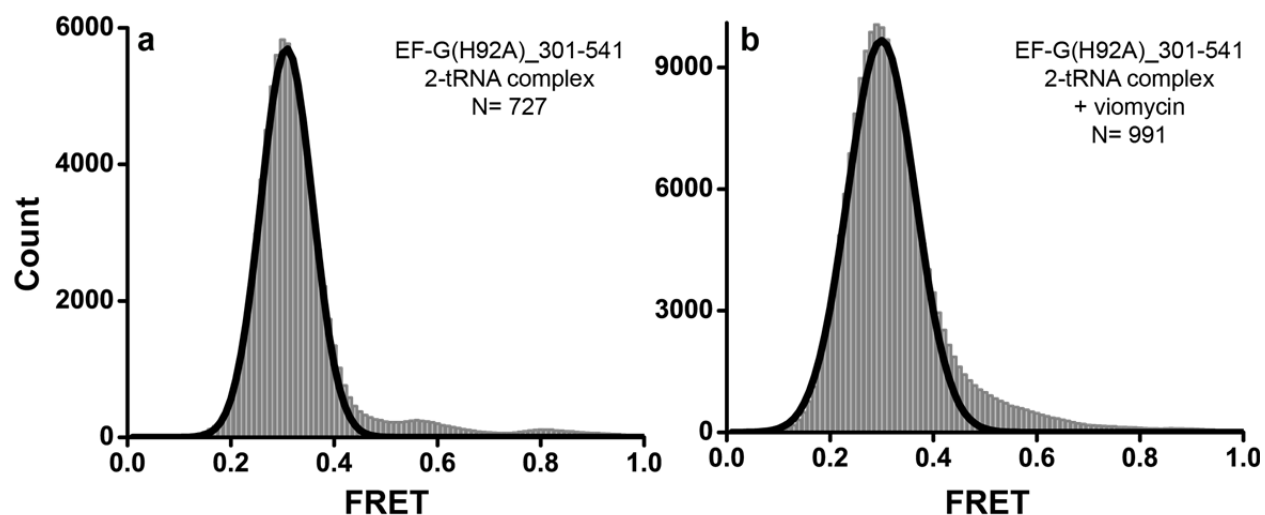 a
EF-G(H92A)_301-541
2-tRNA complex
N= 727
6000
4000
2000
0
Count
0.0 0.2 0.4 0.6 0.8 1.0
FRET
b
EF-G(H92A)_301-541
2-tRNA complex
+ viomycin
N= 991
9000
6000
3000
0
0.0 0.2 0.4 0.6 0.8 1.0
FRET